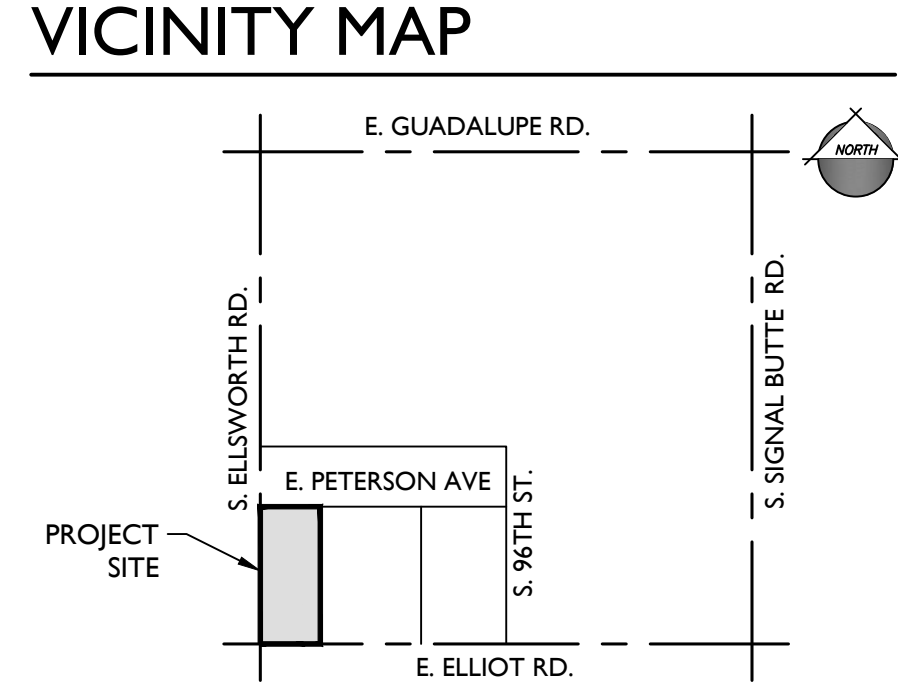 VICINITY MAP
E. GUADALUPE RD.
NORTH
S. ELLSWORTH RD.
S. SIGNAL BUTTE RD.
E. PETERSON AVE
S. 96TH ST.
PROJECT
SITE
E. ELLIOT RD.